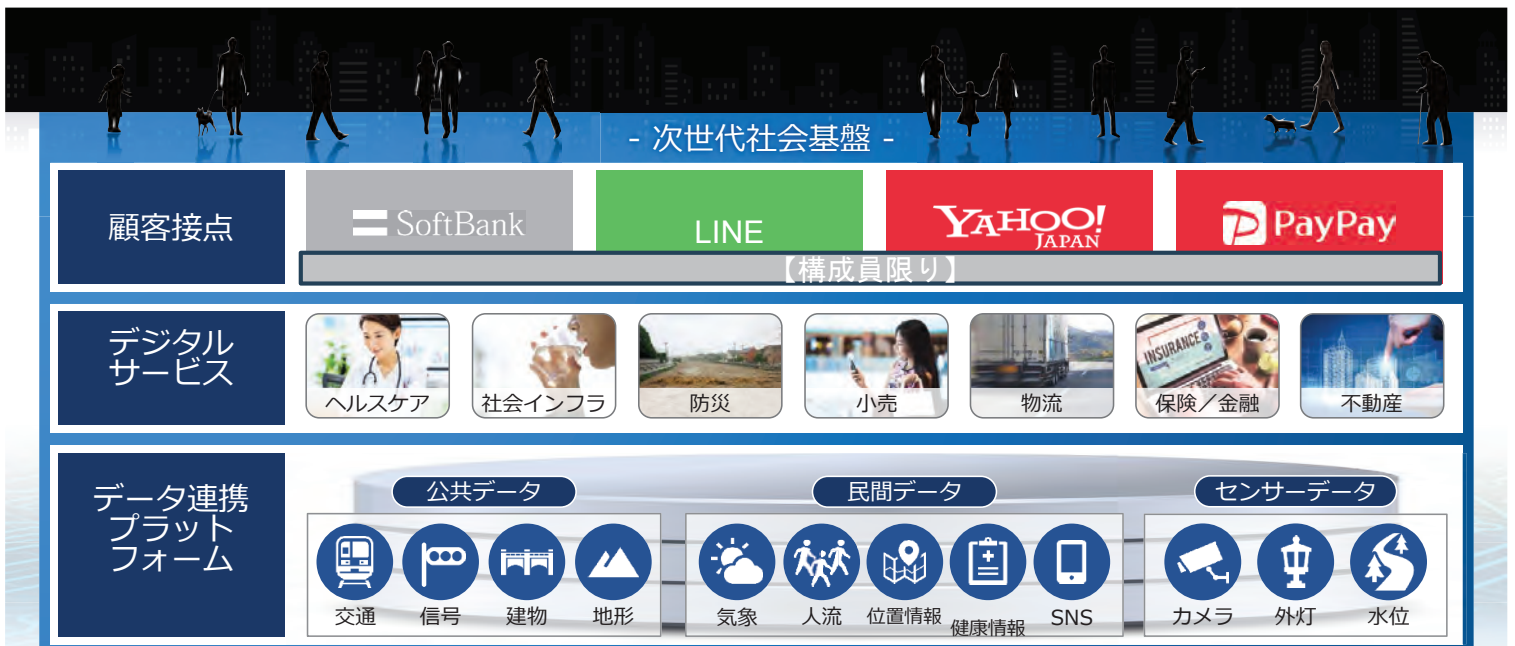 - 次世代社会基盤 -
顧客接点
SoftBank
LINE
YAHOO!
JAPAN
PayPay
【構成員限り】
デジタル
サービス
INSURANCE
ヘルスケア
社会インフラ
防災
小売
物流
保険／金融
不動産
データ連携
プラット
フォーム
公共データ
民間データ
センサーデータ
交通
信号
建物
地形
気象
人流
位置情報
健康情報
SNS
カメラ
外灯
水位